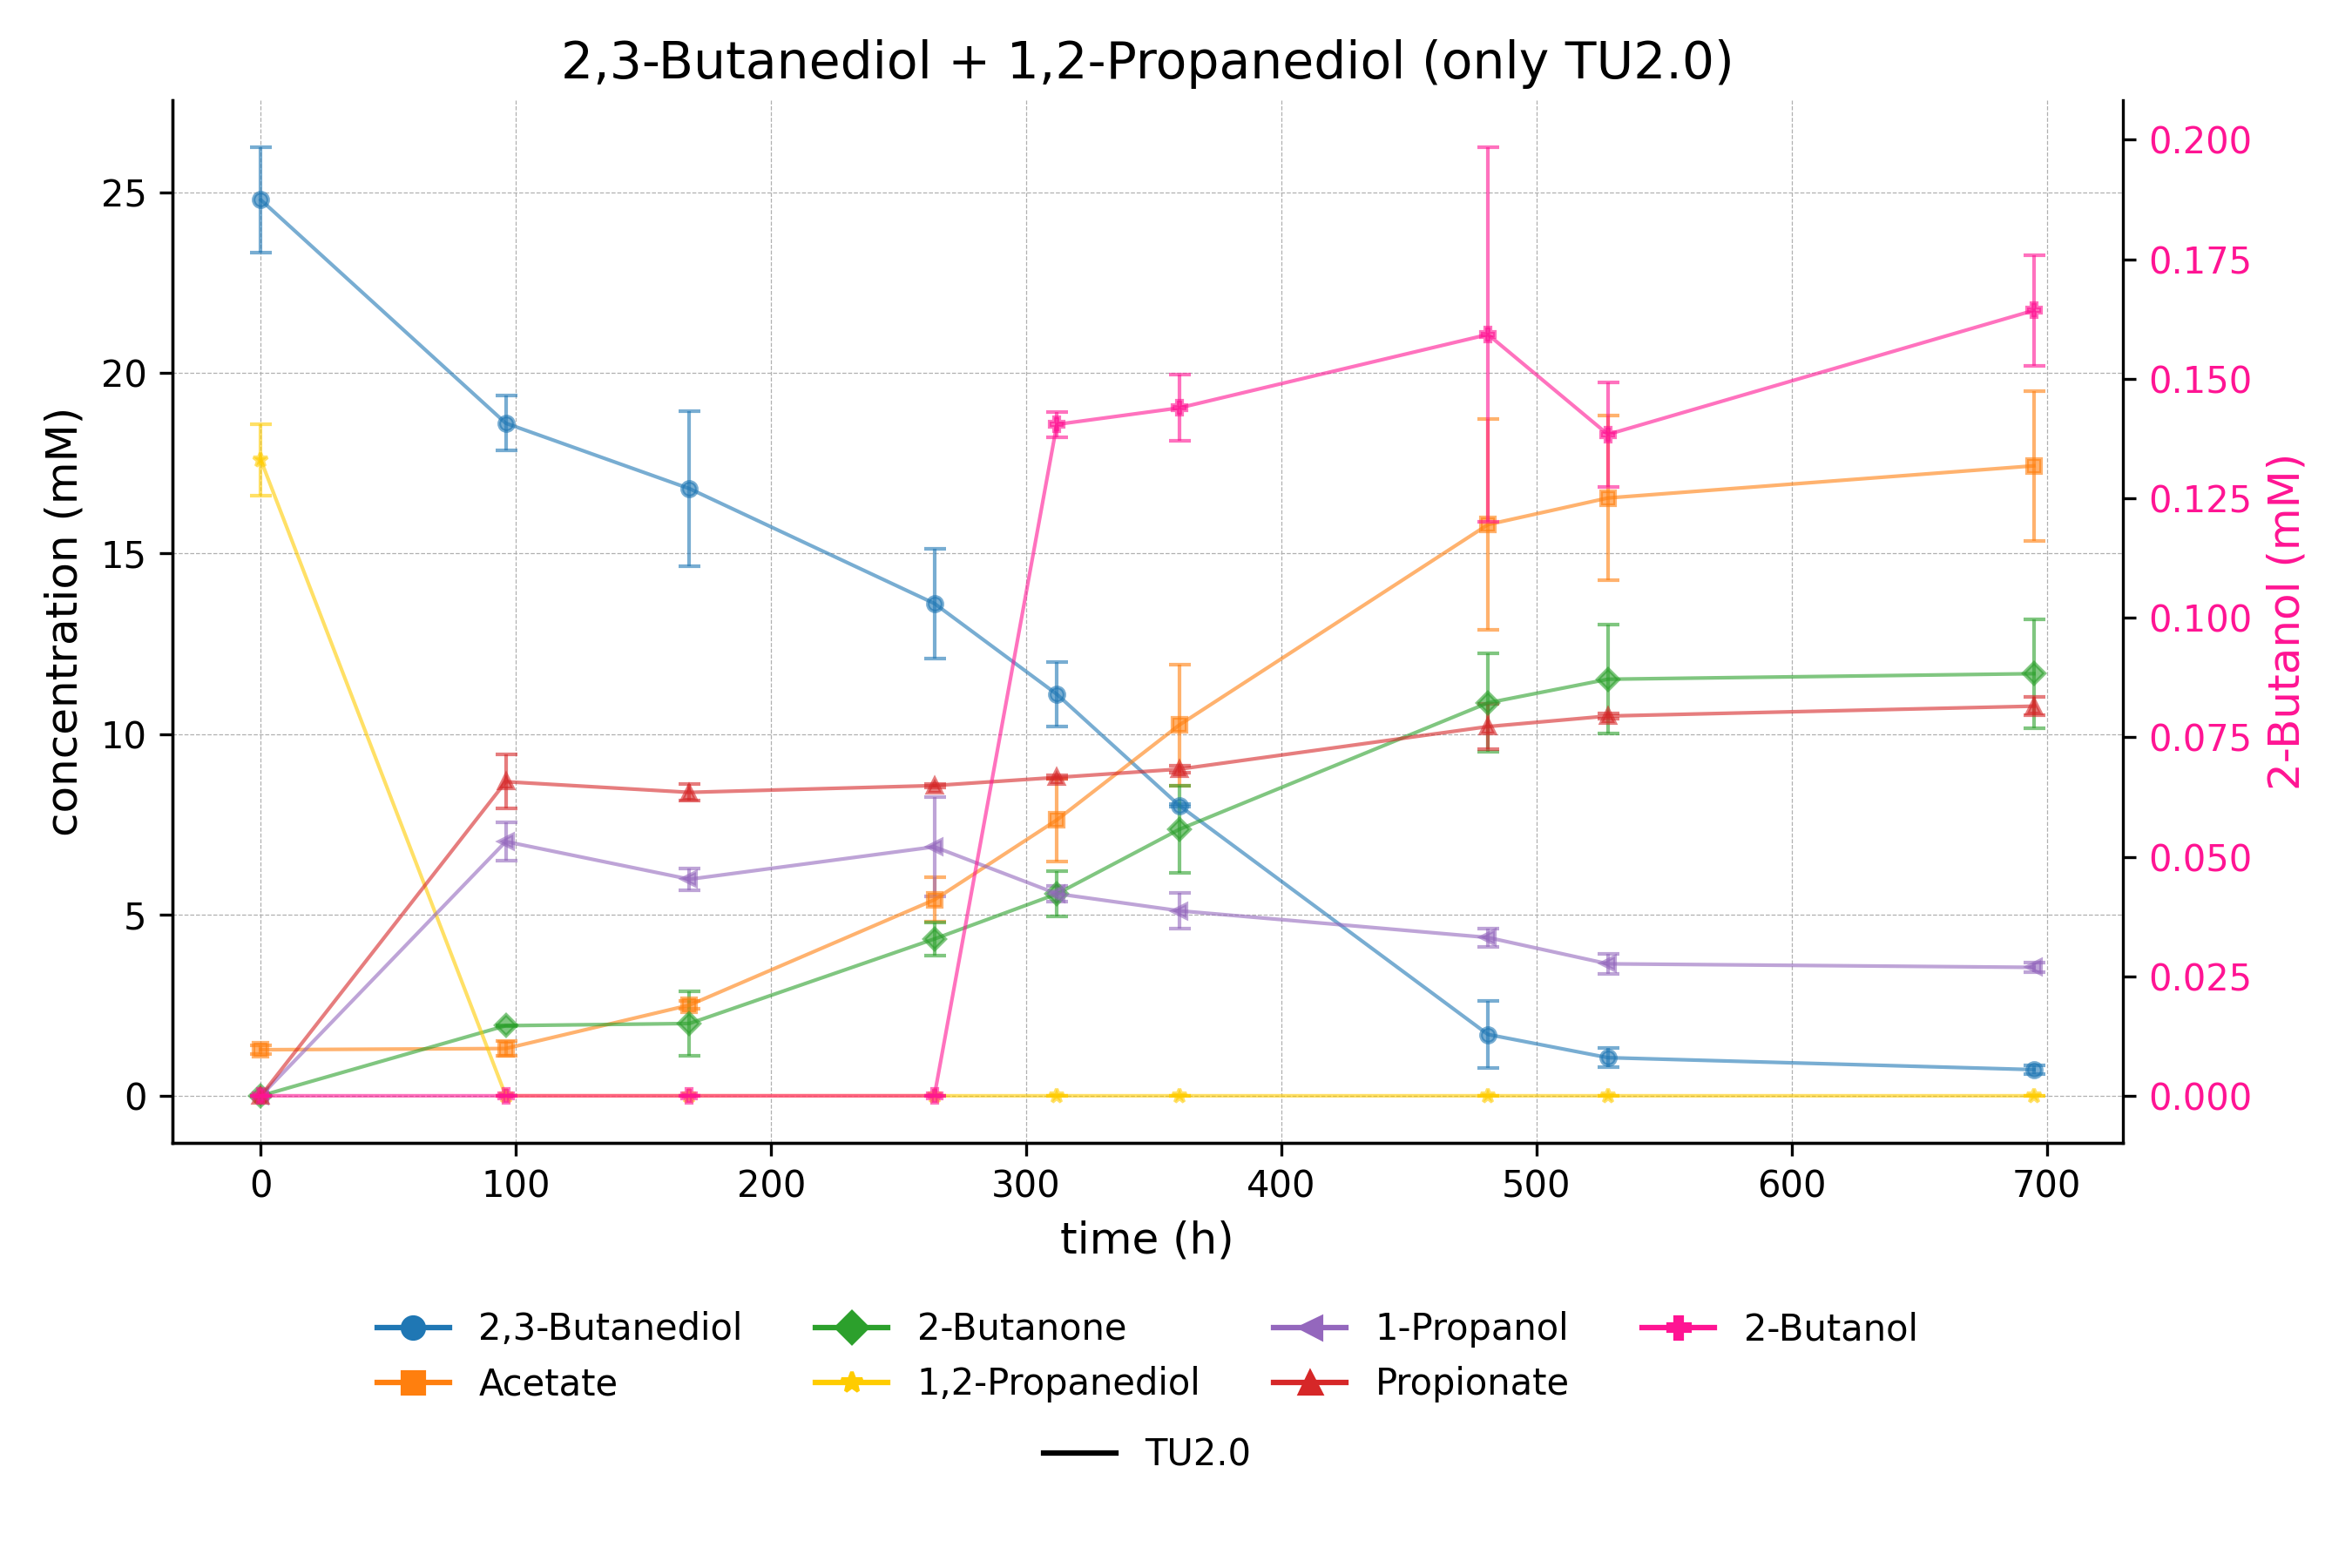 2,3-Butanediol + 1,2-Propanediol (only TU2.0)
concentration (mM)
25
20
15
10
5
0
0.200
0.175
0.150
0.125
0.100
0.075
0.050
0.025
0.000
2-Butanol (mM)
0 100 200 300 400 500 600 700
time (h)
2,3-Butanediol 2-Butanone 1-Propanol 2-Butanol
Acetate 1,2-Propanediol Propionate
TU2.0